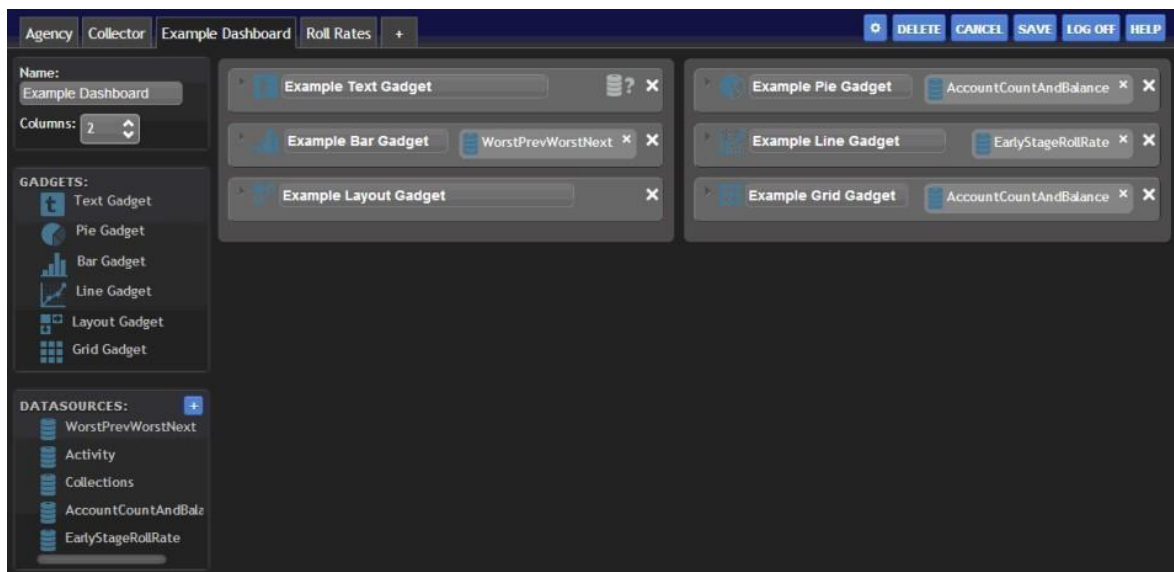 Agency Collector Example Dashboard Roll Rates +
DELETE CANCEL SAVE LOG OFF HELP
Name:
Example Dashboard
Columns: 2
GADGETS:
t Text Gadget
Pie Gadget
Bar Gadget
Line Gadget
Layout Gadget
Grid Gadget
DATASOURCES: +
WorstPrevWorstNext
Activity
Collections
AccountCountAndBala
EarlyStageRollRate
Example Text Gadget ? ×
Example Bar Gadget WorstPrevWorstNext × ×
Example Layout Gadget ×
Example Pie Gadget AccountCountAndBalance × ×
Example Line Gadget EarlyStageRollRate × ×
Example Grid Gadget AccountCountAndBalance × ×